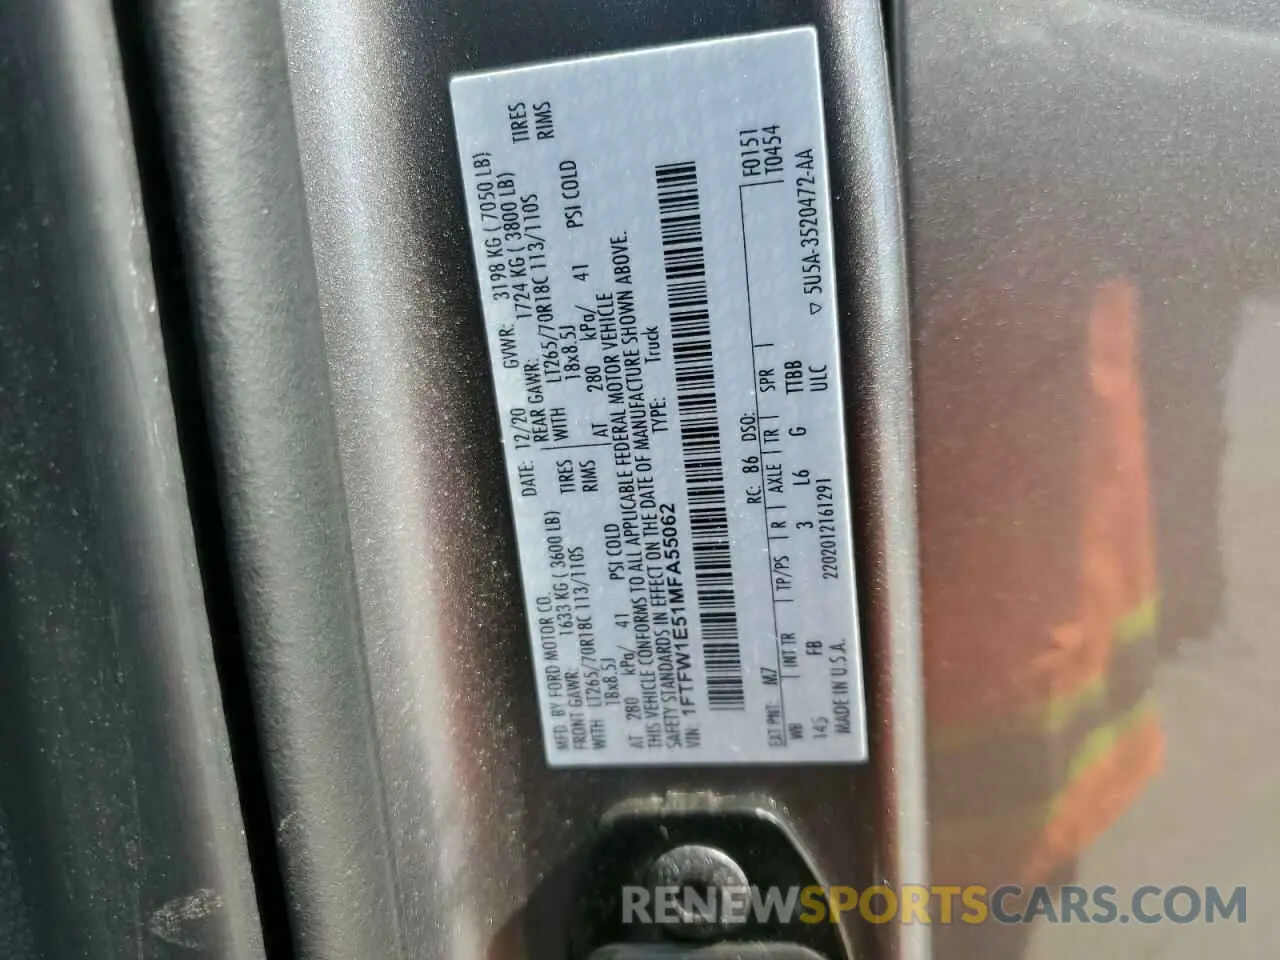 MFD. BY FORD MOTOR CO.
DATE: 12/20 GVWR: 3198 KG ( 7050 LB)
FRONT GAWR: 1633 KG ( 3600 LB) REAR GAWR: 1724 KG ( 3800 LB)
WITH LT265/70R18C 113/110S TIRES WITH LT265/70R18C 113/110S TIRES
18x8.5J RIMS 18x8.5J RIMS
AT 280 kPa/ 41 PSI COLD AT 280 kPa/ 41 PSI COLD
THIS VEHICLE CONFORMS TO ALL APPLICABLE FEDERAL MOTOR VEHICLE
SAFETY STANDARDS IN EFFECT ON THE DATE OF MANUFACTURE SHOWN ABOVE.
VIN: 1FTFW1E51MFA55062 TYPE: Truck
F0151
EXT PNT: M7 RC: 86 DSO: T0454
WB INT TR TP/PS R AXLE TR SPR
145 FB 3 L6 G TTBB
2202012161291 ULC
MADE IN U.S.A. ▽ 5U5A-3520472-AA
RENEWSPORTSCARS.COM